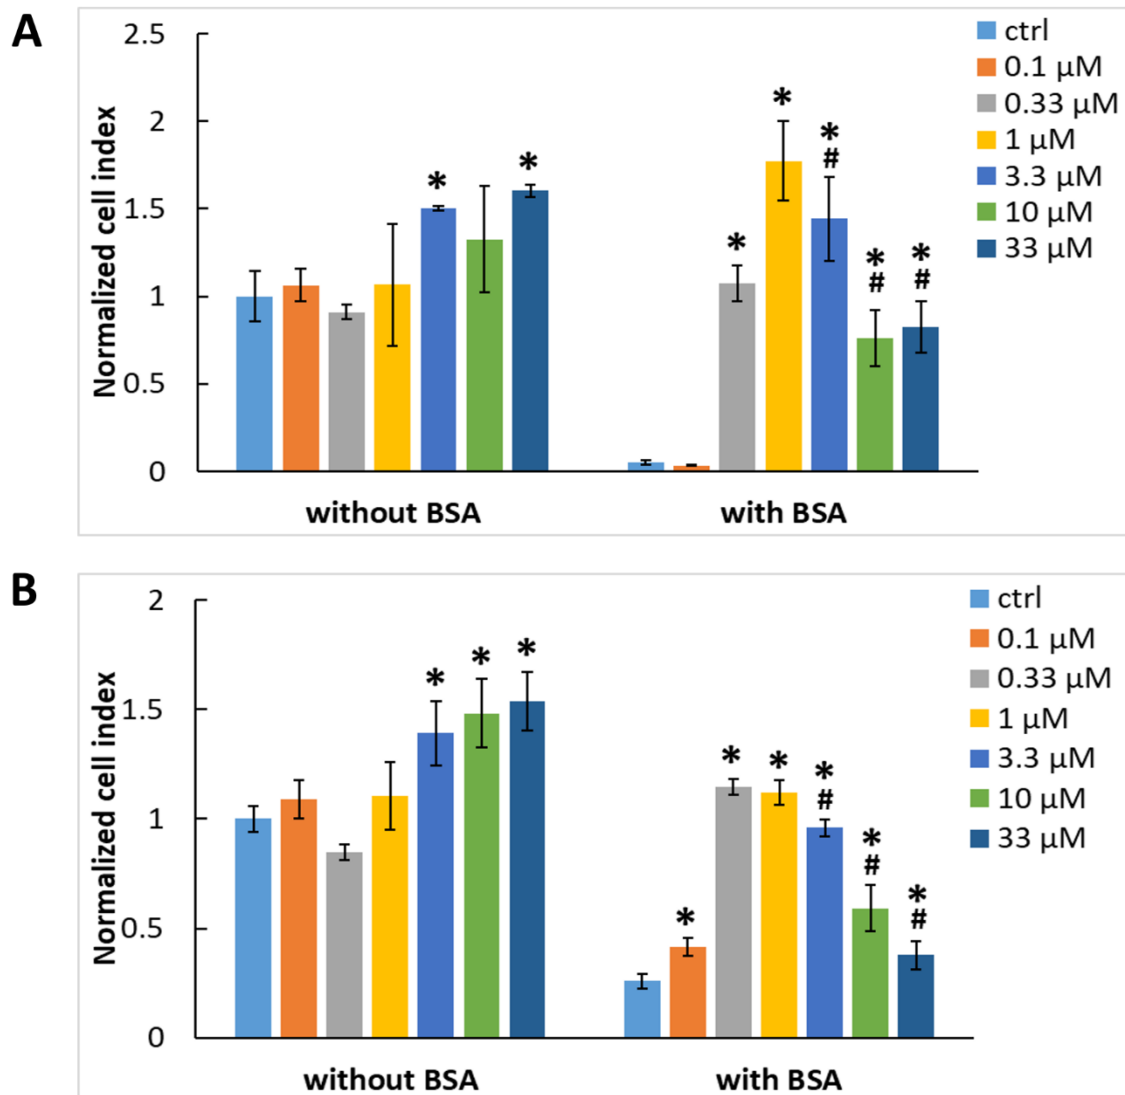 A
Normalized cell index
2.5
2
1.5
1
0.5
0
* *
* * * * *
# # #
without BSA with BSA
ctrl
0.1 µM
0.33 µM
1 µM
3.3 µM
10 µM
33 µM
B
Normalized cell index
2
1.5
1
0.5
0
* * *
* * * * * *
# # #
without BSA with BSA
ctrl
0.1 µM
0.33 µM
1 µM
3.3 µM
10 µM
33 µM